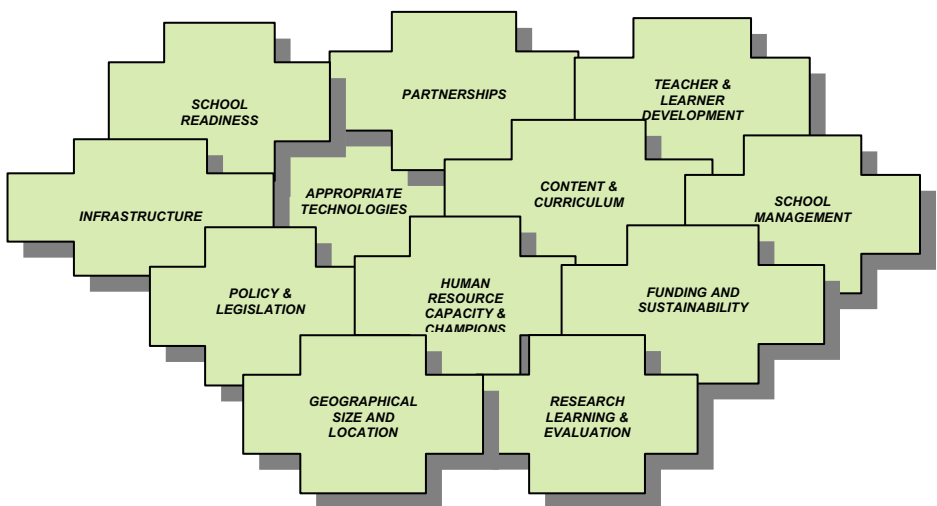 SCHOOL
READINESS
PARTNERSHIPS
TEACHER &
LEARNER
DEVELOPMENT
INFRASTRUCTURE
APPROPRIATE
TECHNOLOGIES
CONTENT &
CURRICULUM
SCHOOL
MANAGEMENT
POLICY &
LEGISLATION
HUMAN
RESOURCE
CAPACITY &
CHAMPIONS
FUNDING AND
SUSTAINABILITY
GEOGRAPHICAL
SIZE AND
LOCATION
RESEARCH
LEARNING &
EVALUATION